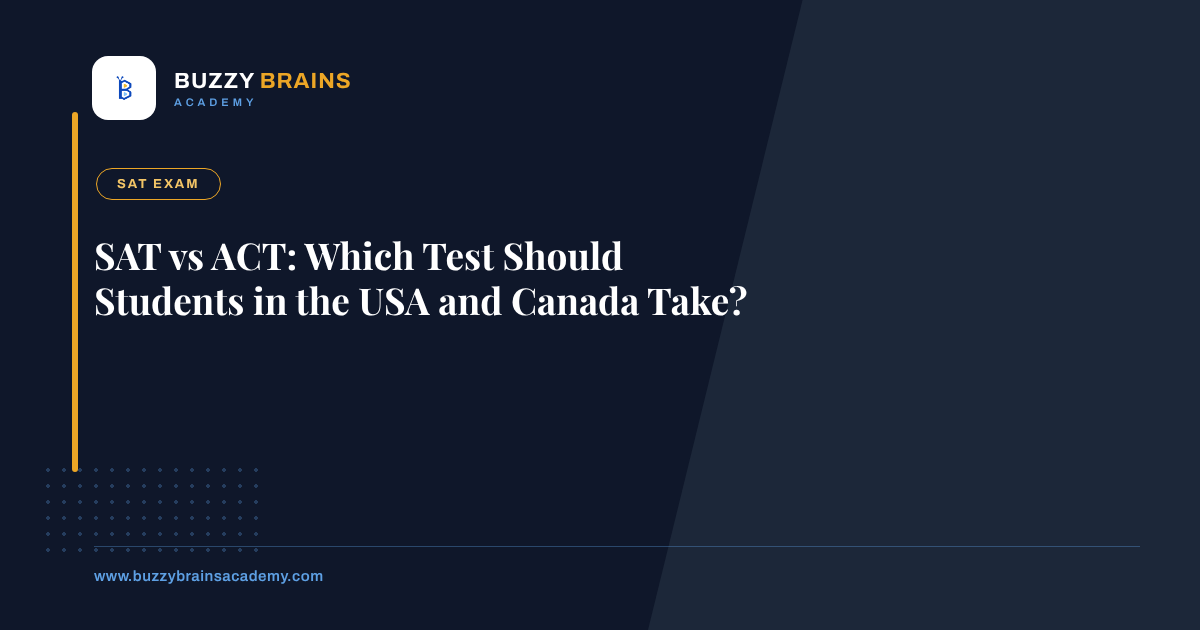 BUZZY BRAINS
ACADEMY
SAT EXAM
SAT vs ACT: Which Test Should
Students in the USA and Canada Take?
www.buzzybrainsacademy.com